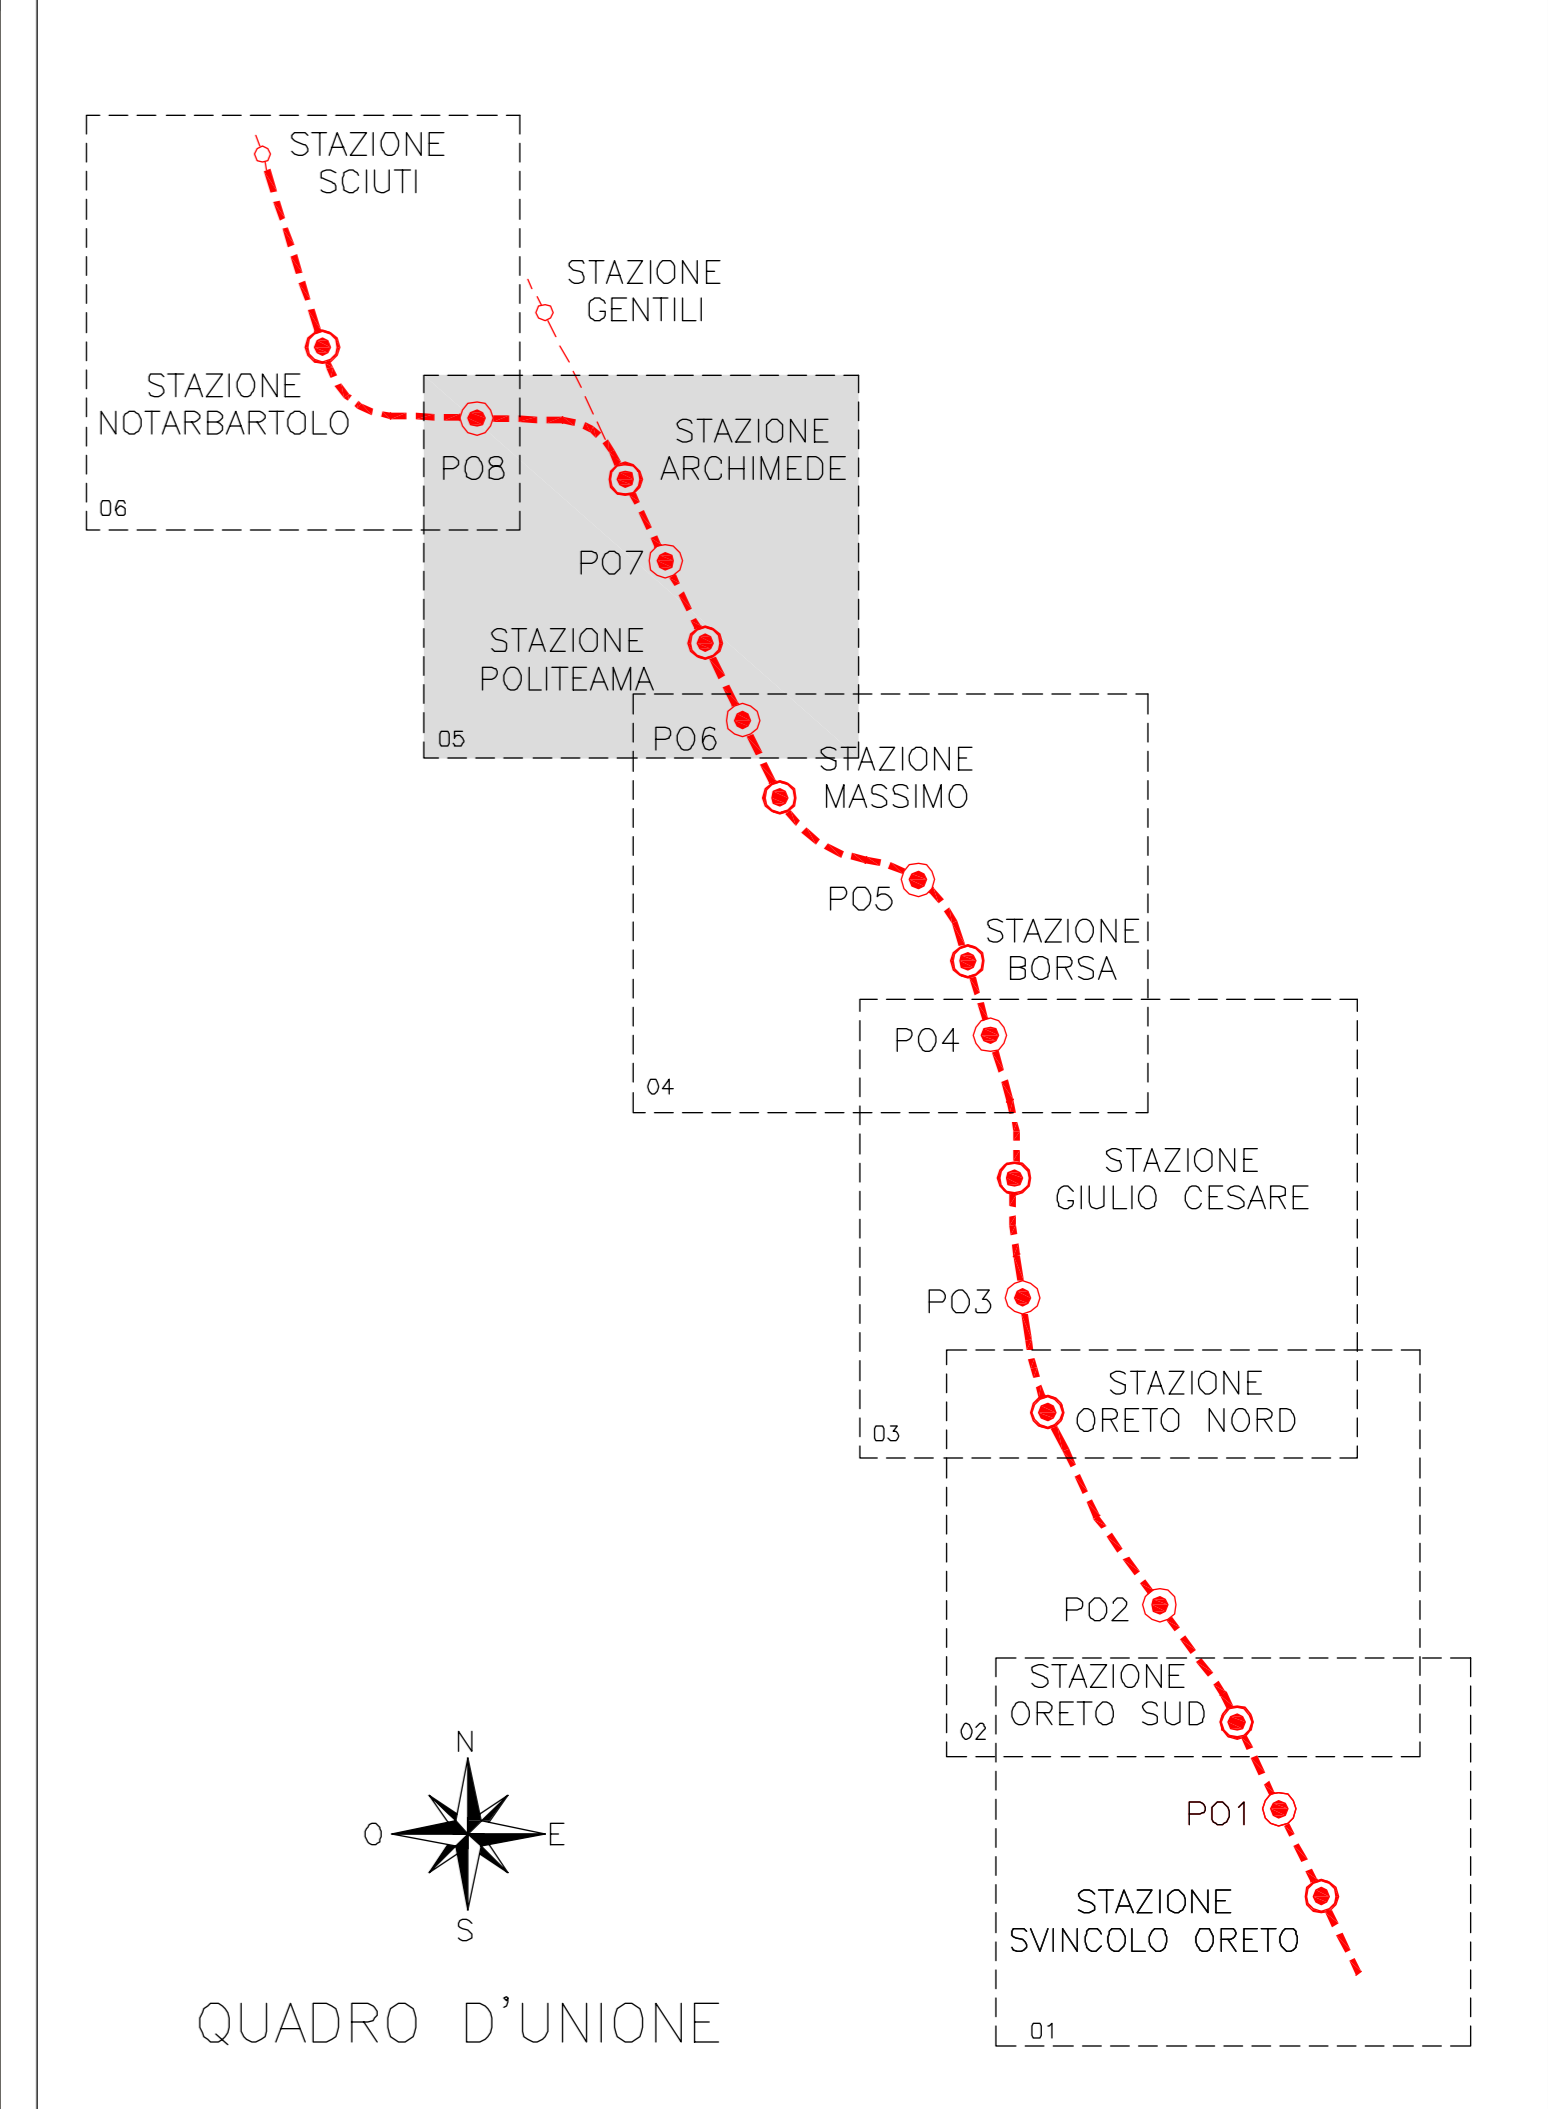 STAZIONE
SCIUTI
STAZIONE
GENTILI
STAZIONE
NOTARBARTOLO
STAZIONE
ARCHIMEDE
P08
06
P07
STAZIONE
POLITEAMA
05
P06
STAZIONE
MASSIMO
P05
STAZIONE
BORSA
P04
04
STAZIONE
GIULIO CESARE
P03
STAZIONE
ORETO NORD
03
P02
STAZIONE
ORETO SUD
02
P01
STAZIONE
SVINCOLO ORETO
01
N
O
E
S
QUADRO D'UNIONE